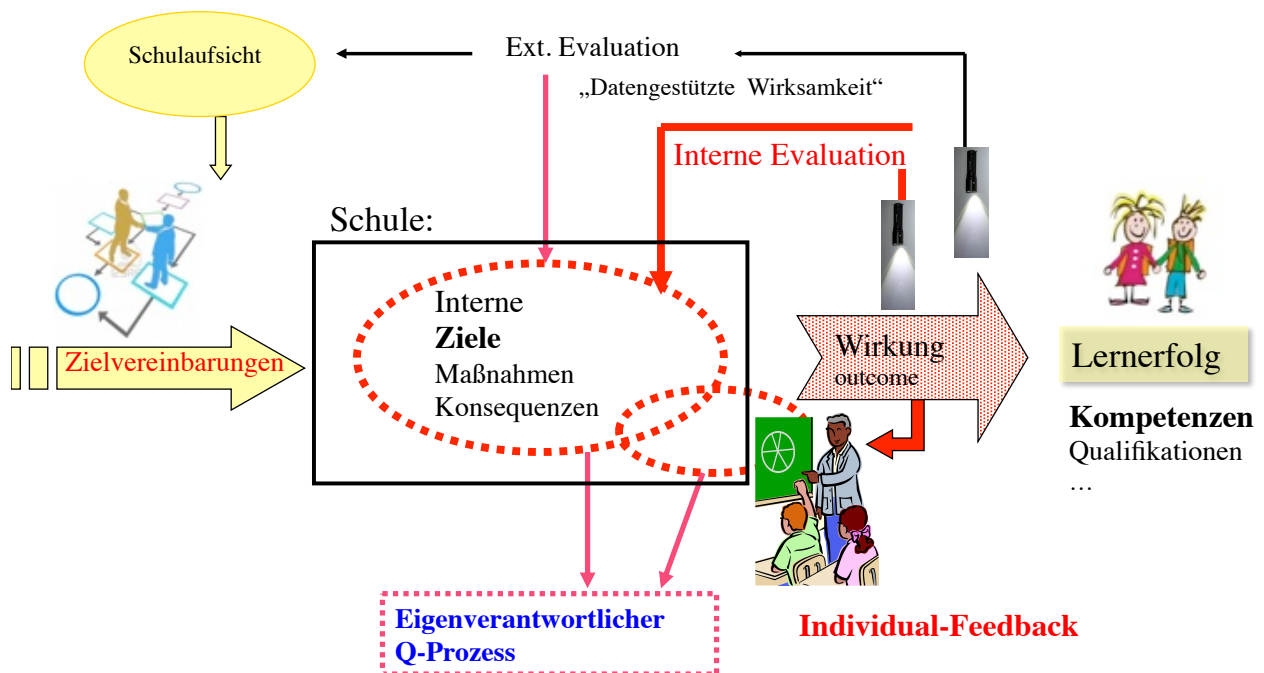 Schulaufsicht
Ext. Evaluation
„Datengestützte Wirksamkeit“
Interne Evaluation
Schule:
Interne
Ziele
Maßnahmen
Konsequenzen
Zielvereinbarungen
Wirkung
outcome
Lernerfolg
Kompetenzen
Qualifikationen
…
Eigenverantwortlicher
Q-Prozess
Individual-Feedback